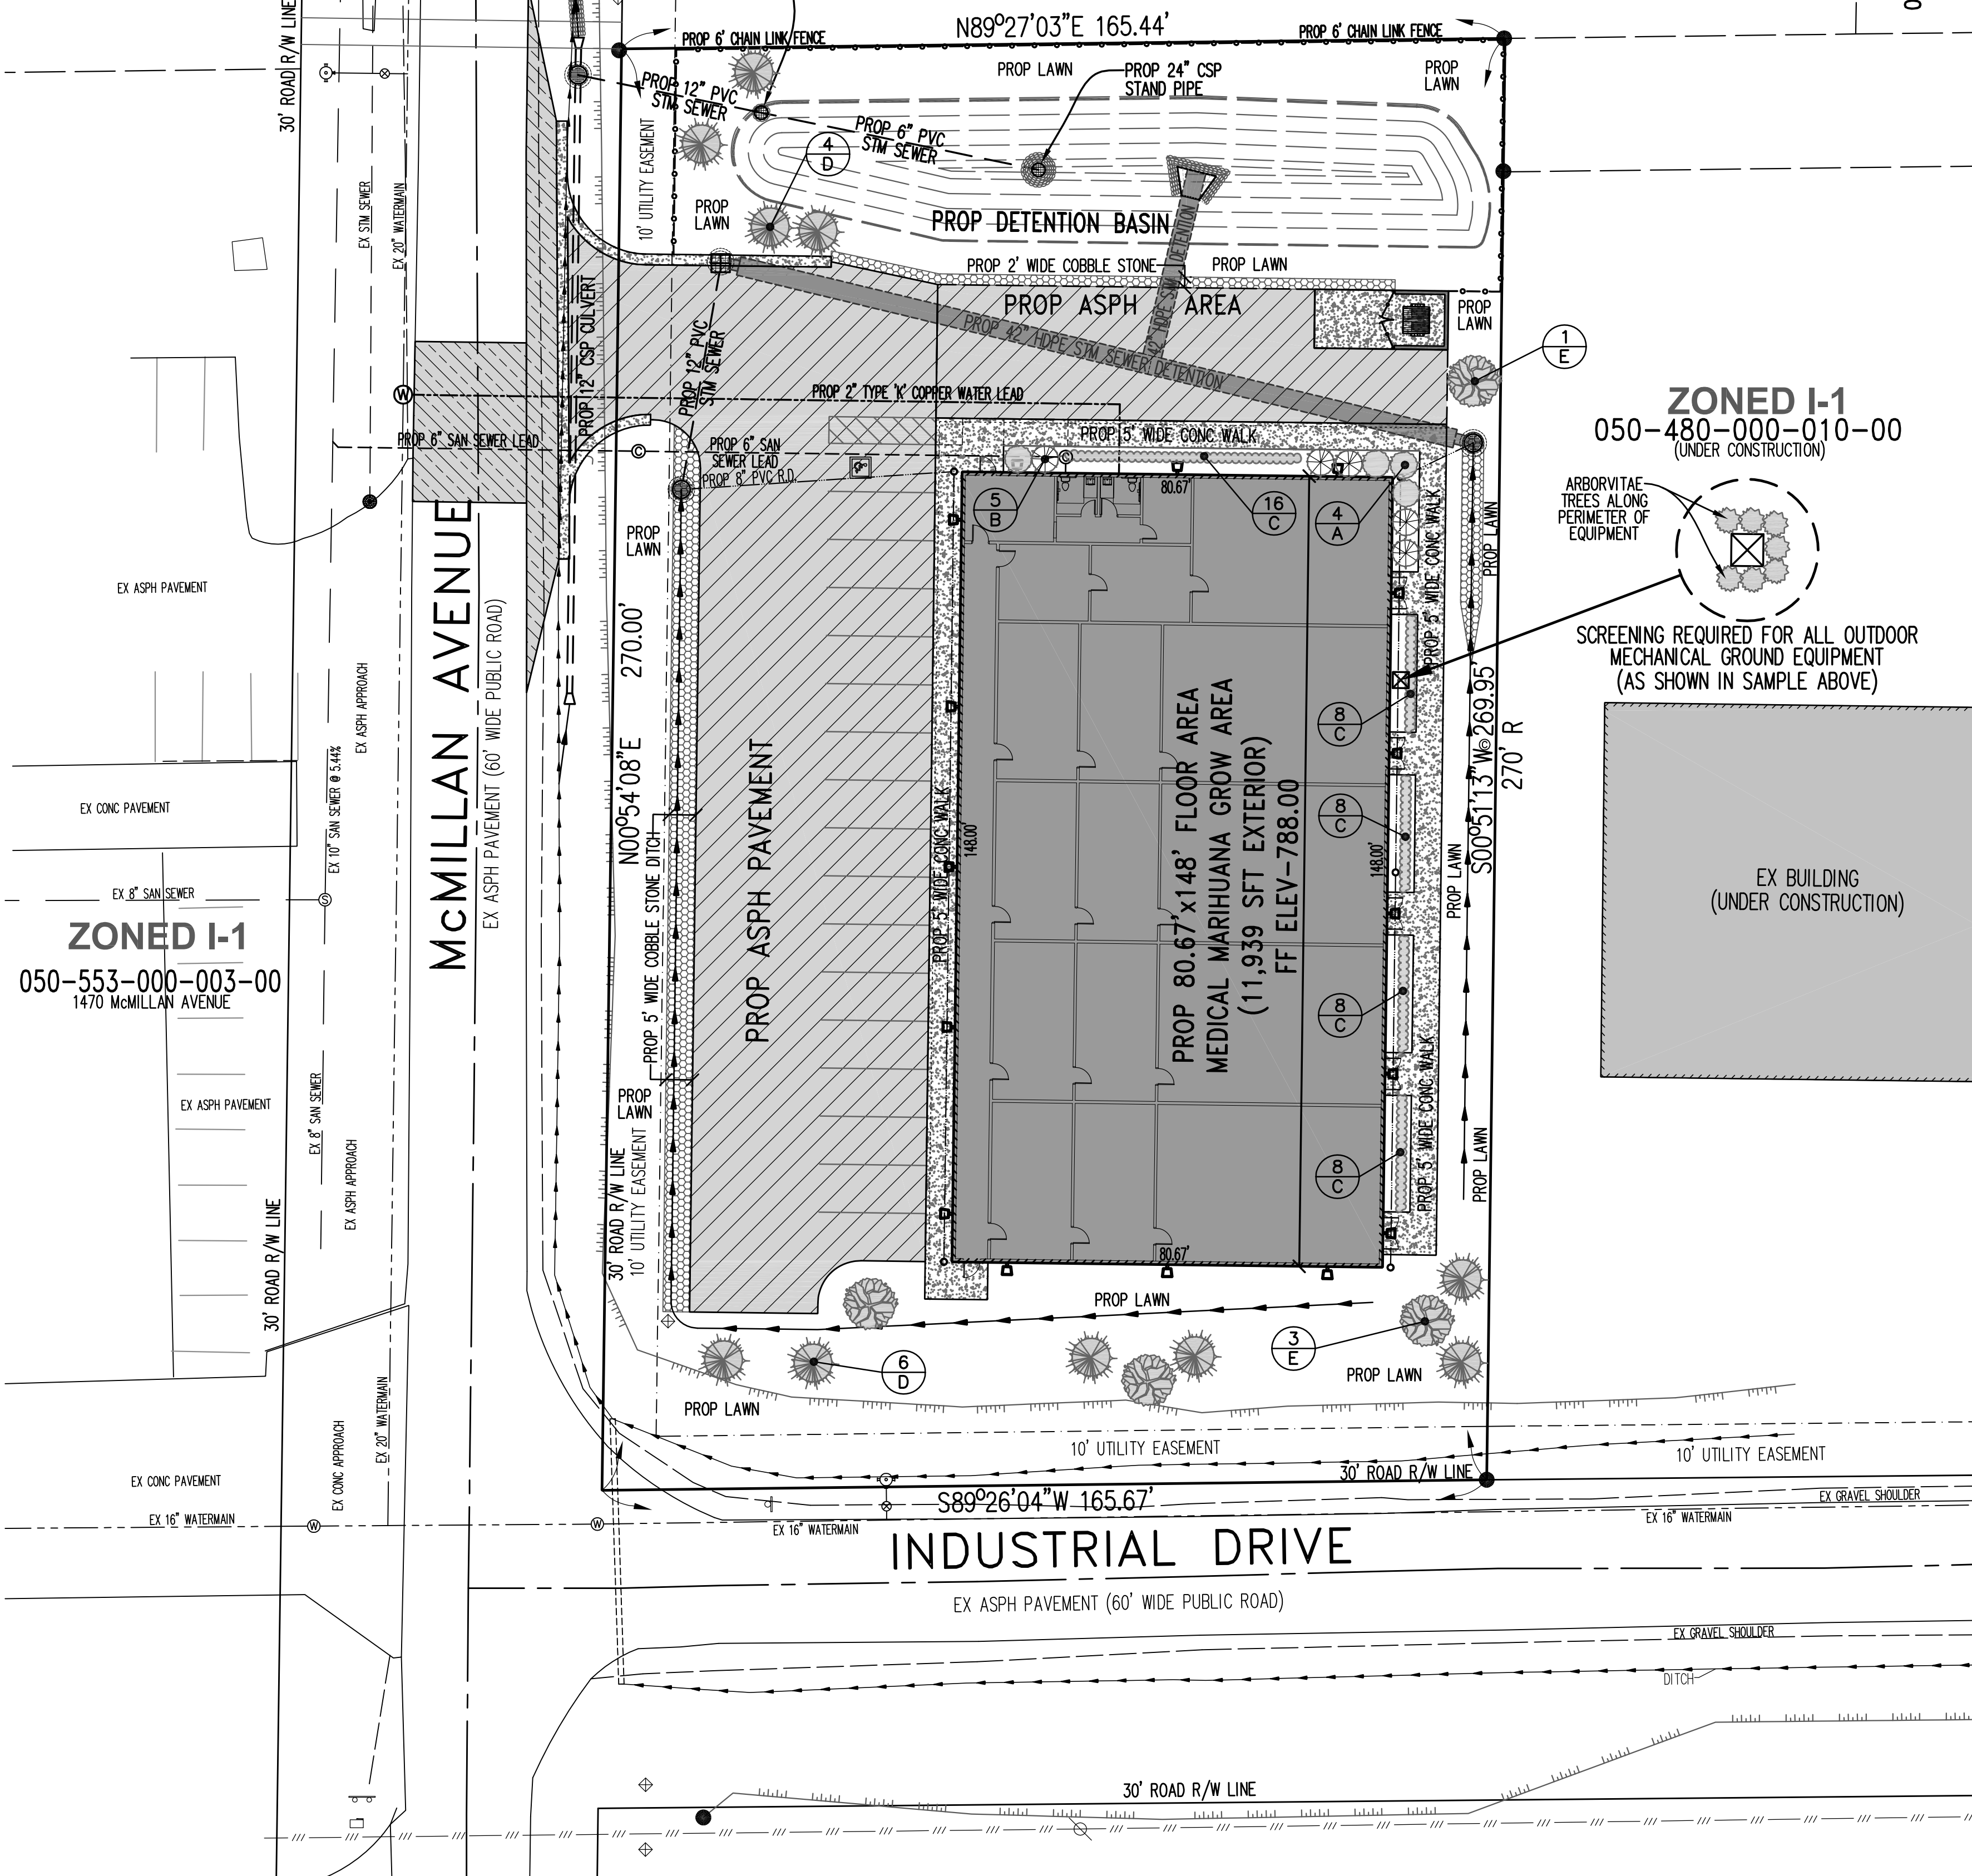 N89°27'03"E 165.44'
PROP 6' CHAIN LINK FENCE
PROP 6' CHAIN LINK FENCE
30' ROAD R/W LINE
PROP LAWN
PROP 24" CSP
STAND PIPE
PROP
LAWN
PROP 12" PVC
STM SEWER
PROP 6" PVC
STM SEWER
4
D
10' UTILITY EASEMENT
EX STM SEWER
EX 20" WATERMAIN
PROP
LAWN
PROP DETENTION BASIN
PROP 2' WIDE COBBLE STONE
PROP LAWN
PROP ASPH AREA
PROP
LAWN
42" HDPE STM DETENTION
PROP 42" HDPE STM SEWER DETENTION
PROP 12" CSP CULVERT
PROP 12" PVC
STM SEWER
1
E
W
PROP 2" TYPE 'K' COPPER WATER LEAD
ZONED I-1
050-480-000-010-00
(UNDER CONSTRUCTION)
PROP 6" SAN SEWER LEAD
C
PROP 6" SAN
SEWER LEAD
PROP 8" PVC R.D.
C
PROP 5' WIDE CONC WALK
80.67'
5
B
16
C
4
A
ARBORVITAE
TREES ALONG
PERIMETER OF
EQUIPMENT
PROP
LAWN
PROP 5' WIDE CONC WALK
PROP LAWN
SCREENING REQUIRED FOR ALL OUTDOOR
MECHANICAL GROUND EQUIPMENT
(AS SHOWN IN SAMPLE ABOVE)
EX ASPH PAVEMENT
McMILLAN AVENUE
EX ASPH PAVEMENT (60' WIDE PUBLIC ROAD)
N00°54'08"E 270.00'
EX ASPH APPROACH
EX 10" SAN SEWER @ 5.44%
EX CONC PAVEMENT
EX 8" SAN SEWER
S
ZONED I-1
050-553-000-003-00
1470 McMILLAN AVENUE
PROP 5' WIDE COBBLE STONE DITCH
PROP ASPH PAVEMENT
PROP 5' WIDE CONC WALK
148.00'
PROP 80.67'x148' FLOOR AREA
MEDICAL MARIHUANA GROW AREA
(11,939 SFT EXTERIOR)
FF ELEV-788.00
8
C
8
C
8
C
8
C
148.00'
PROP LAWN
S00°51'13"W 269.95'
270' R
EX BUILDING
(UNDER CONSTRUCTION)
PROP 5' WIDE CONC WALK
PROP LAWN
EX ASPH PAVEMENT
EX 8" SAN SEWER
EX ASPH APPROACH
PROP
LAWN
30' ROAD R/W LINE
10' UTILITY EASEMENT
30' ROAD R/W LINE
80.67'
PROP LAWN
3
E
6
D
PROP LAWN
PROP LAWN
EX 20" WATERMAIN
EX CONC APPROACH
EX CONC PAVEMENT
10' UTILITY EASEMENT
10' UTILITY EASEMENT
30' ROAD R/W LINE
S89°26'04"W 165.67'
EX GRAVEL SHOULDER
EX 16" WATERMAIN
W
W
EX 16" WATERMAIN
EX 16" WATERMAIN
INDUSTRIAL DRIVE
EX ASPH PAVEMENT (60' WIDE PUBLIC ROAD)
EX GRAVEL SHOULDER
DITCH
30' ROAD R/W LINE